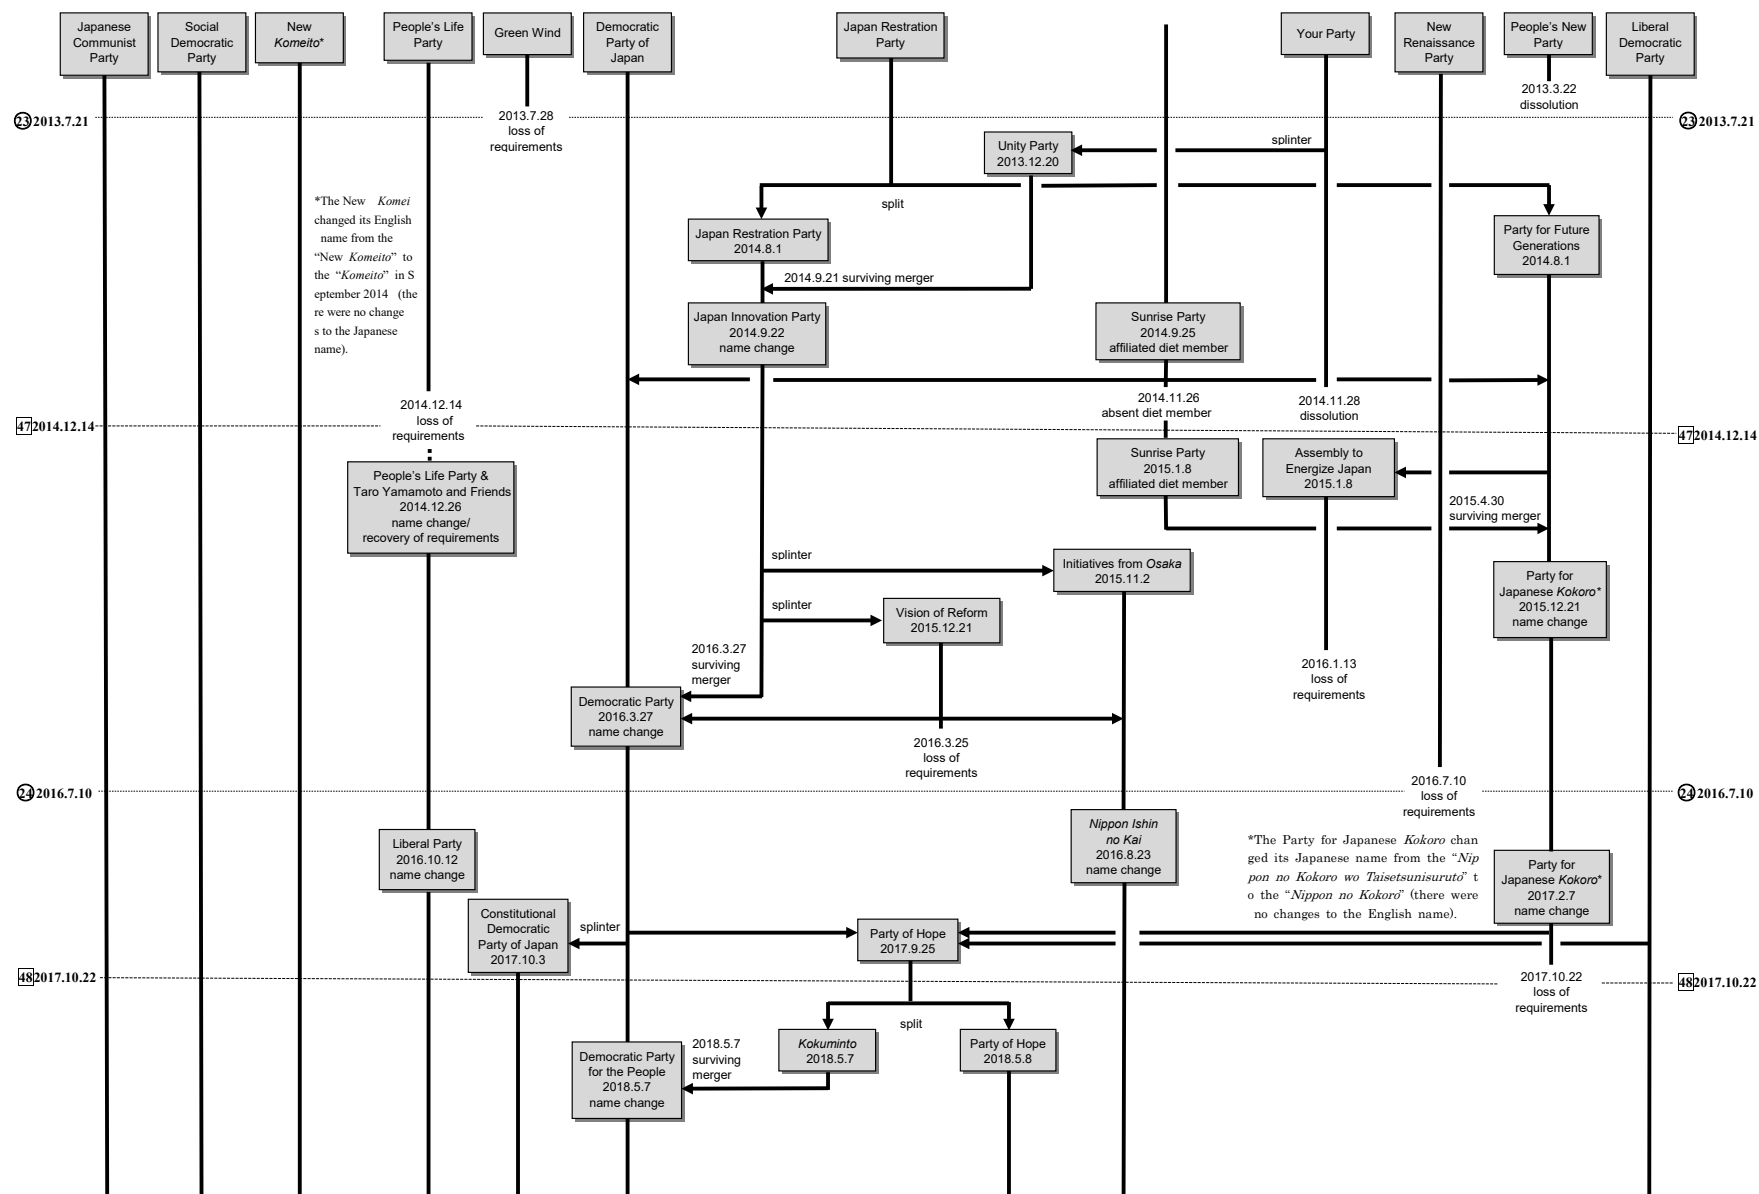 Japanese
Communist
Party
Social
Democratic
Party
New
Komeito*
People's Life
Party
Green Wind
Democratic
Party of
Japan
Japan Restration
Party
Your Party
New
Renaissance
Party
People's New
Party
Liberal
Democratic
Party
2013.3.22
dissolution
23 2013.7.21
2013.7.28
loss of
requirements
23 2013.7.21
Unity Party
2013.12.20
splinter
split
*The New Komei
changed its English
name from the
“New Komeito” to
the “Komeito” in S
eptember 2014 (the
re were no change
s to the Japanese
name).
Japan Restration Party
2014.8.1
Party for Future
Generations
2014.8.1
2014.9.21 surviving merger
Japan Innovation Party
2014.9.22
name change
Sunrise Party
2014.9.25
affiliated diet member
2014.12.14
loss of
requirements
2014.11.26
absent diet member
2014.11.28
dissolution
47 2014.12.14
47 2014.12.14
Sunrise Party
2015.1.8
affiliated diet member
Assembly to
Energize Japan
2015.1.8
People's Life Party &
Taro Yamamoto and Friends
2014.12.26
name change/
recovery of requirements
2015.4.30
surviving merger
splinter
Initiatives from Osaka
2015.11.2
Party for
Japanese Kokoro*
2015.12.21
name change
splinter
Vision of Reform
2015.12.21
2016.3.27
surviving
merger
2016.1.13
loss of
requirements
Democratic Party
2016.3.27
name change
2016.3.25
loss of
requirements
2016.7.10
loss of
requirements
24 2016.7.10
24 2016.7.10
Liberal Party
2016.10.12
name change
Nippon Ishin
no Kai
2016.8.23
name change
*The Party for Japanese Kokoro chan
ged its Japanese name from the “Nip
pon no Kokoro wo Taisetsunisuruto” t
o the “Nippon no Kokoro” (there were
no changes to the English name).
Party for
Japanese Kokoro*
2017.2.7
name change
Constitutional
Democratic
Party of Japan
2017.10.3
splinter
Party of Hope
2017.9.25
48 2017.10.22
2017.10.22
loss of
requirements
48 2017.10.22
split
Democratic Party
for the People
2018.5.7
name change
2018.5.7
surviving
merger
Kokuminto
2018.5.7
Party of Hope
2018.5.8